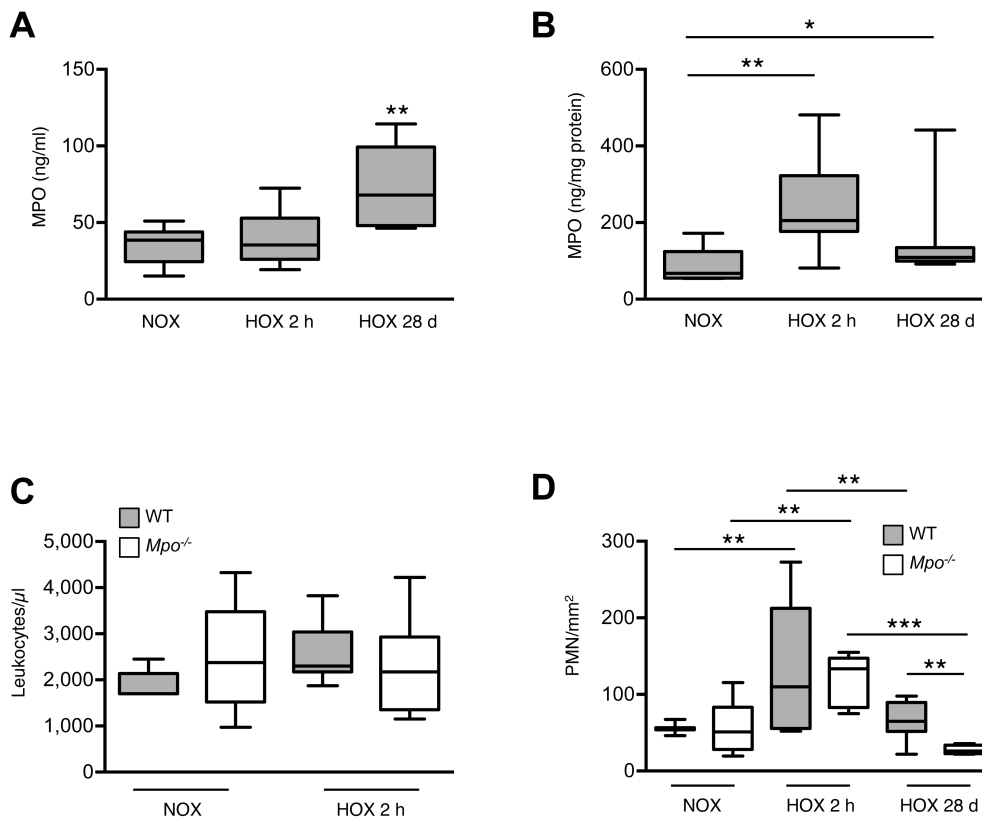 A
MPO (ng/ml)
150
100
50
0
**
NOX
HOX 2 h
HOX 28 d
B
MPO (ng/mg protein)
600
400
200
0
*
**
NOX
HOX 2 h
HOX 28 d
C
WT
Mpo-/-
Leukocytes/µl
5,000
4,000
3,000
2,000
1,000
0
NOX
HOX 2 h
D
WT
Mpo-/-
PMN/mm²
300
200
100
0
**
**
**
***
**
NOX
HOX 2 h
HOX 28 d